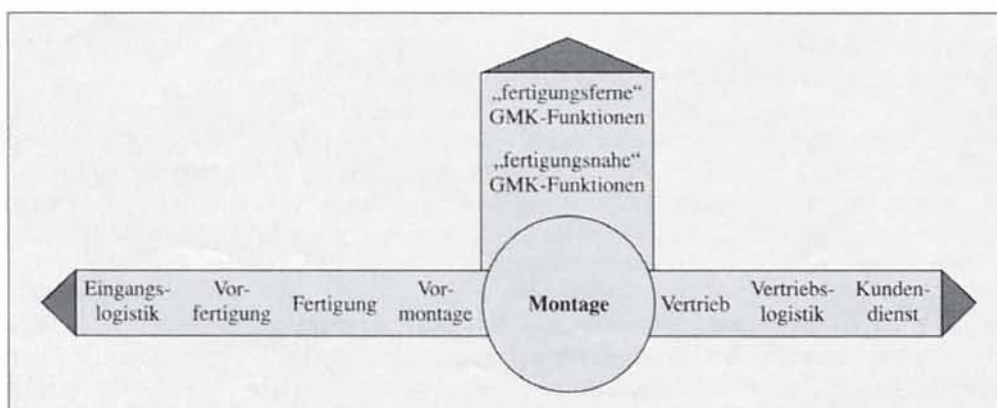 „fertigungsferne“
GMK-Funktionen
„fertigungsnahe“
GMK-Funktionen
Eingangs-
logistik
Vor-
fertigung
Fertigung
Vor-
montage
Montage
Vertrieb
Vertriebs-
logistik
Kunden-
dienst